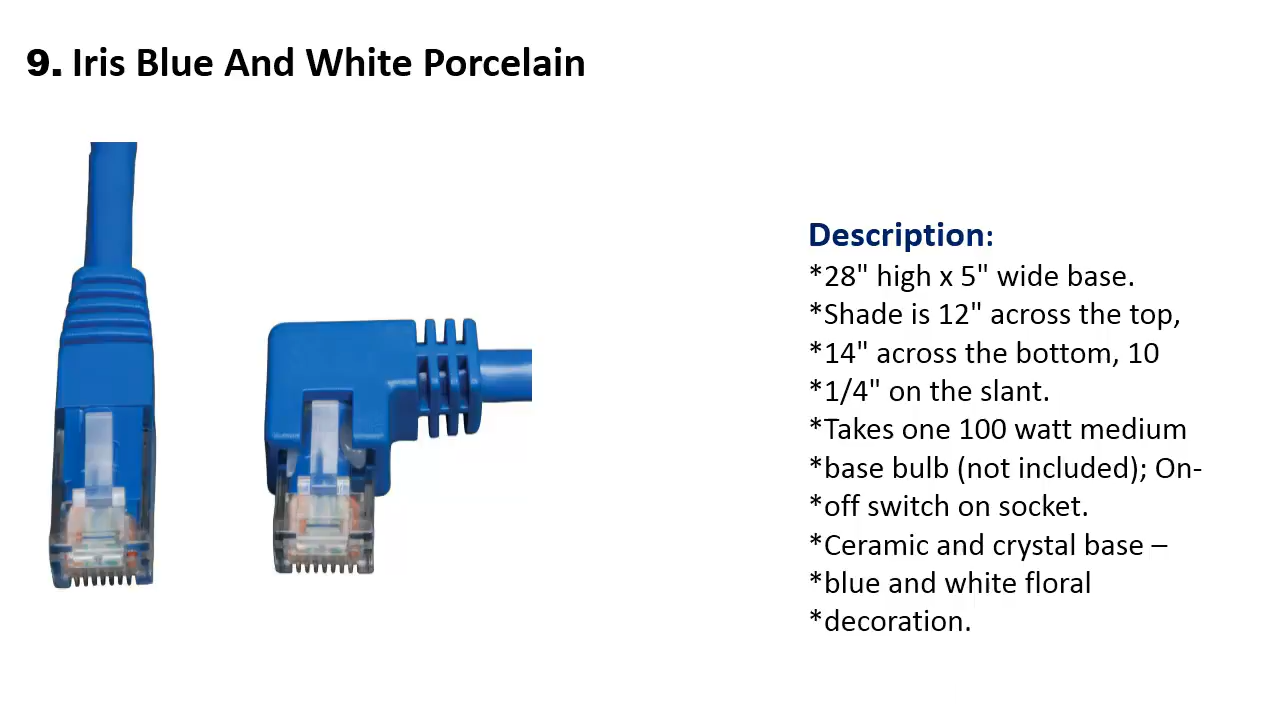 9. Iris Blue And White Porcelain
Description:
*28" high x 5" wide base.
*Shade is 12" across the top,
*14" across the bottom, 10
*1/4" on the slant.
*Takes one 100 watt medium
*base bulb (not included); On-
*off switch on socket.
*Ceramic and crystal base –
*blue and white floral
*decoration.